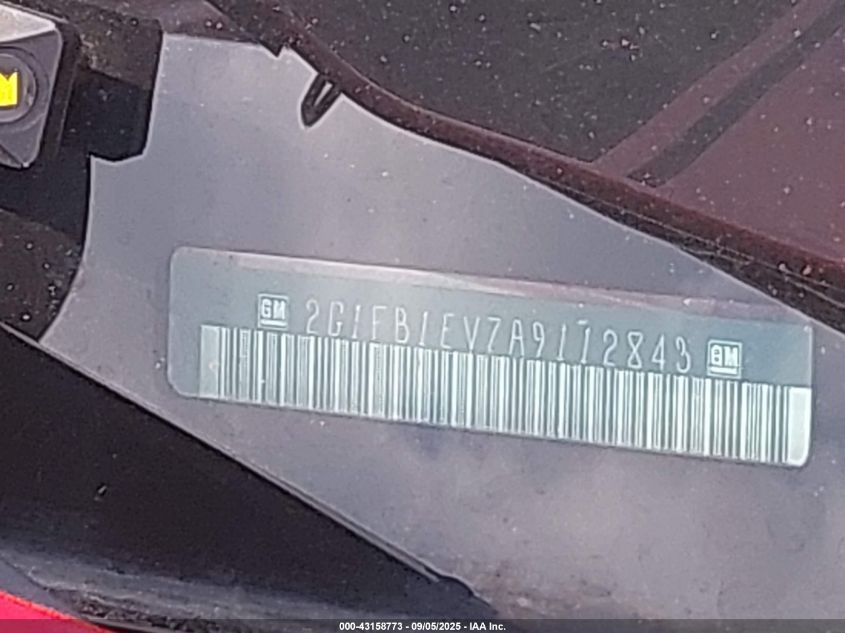 GM 2G1FB1EV7A9112843 GM
000-43158773 - 09/05/2025 - IAA Inc.